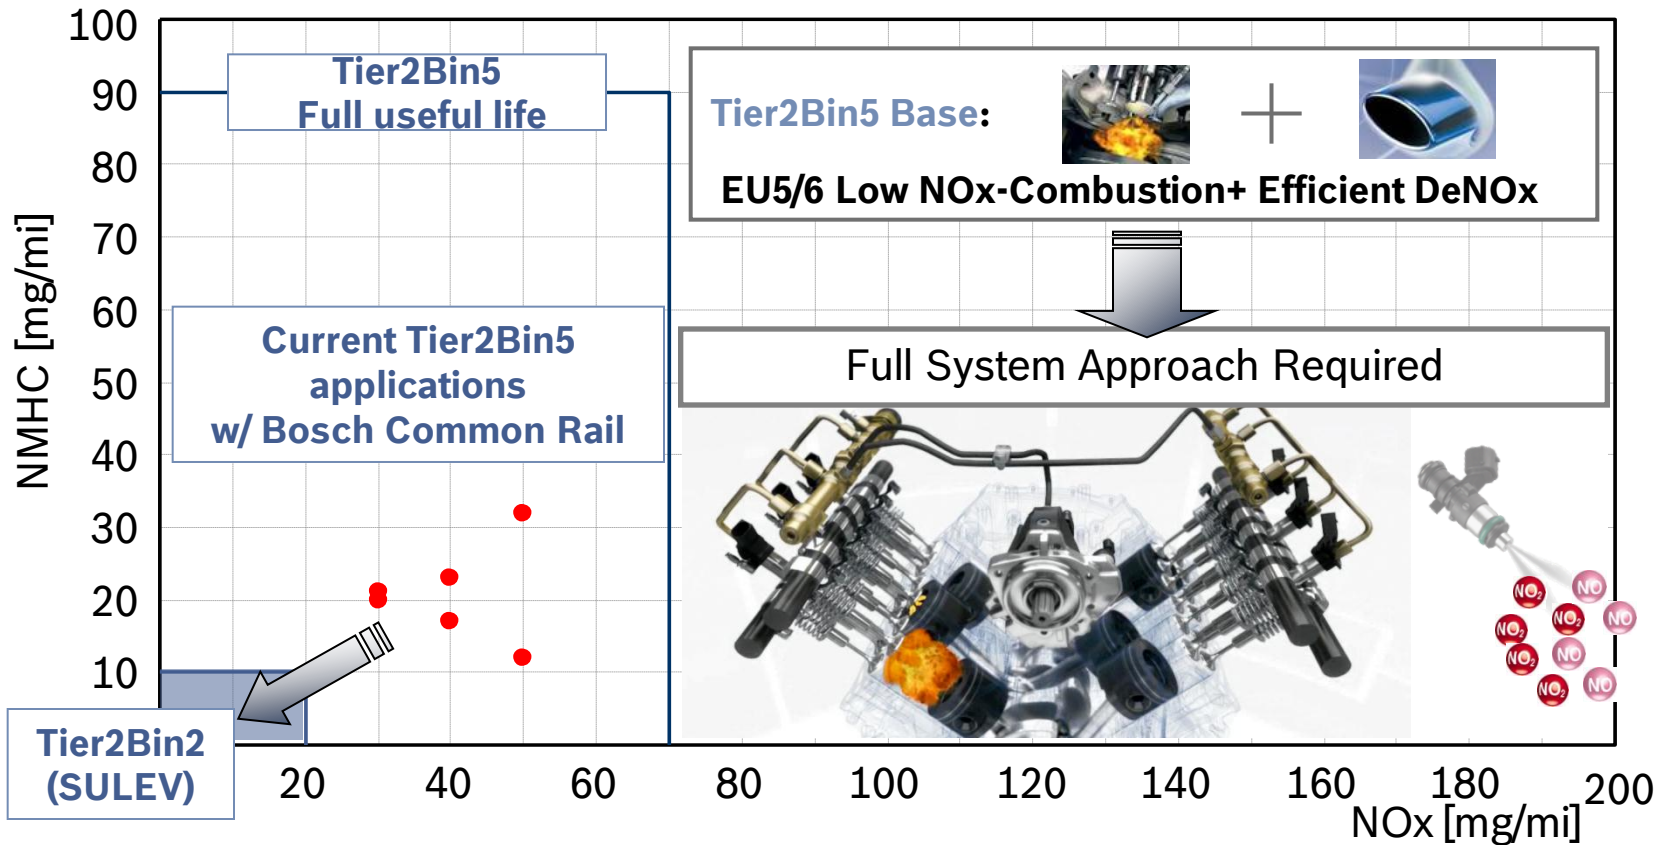 100
90
80
70
60
50
40
30
20
10
NMHC [mg/mi]
Tier2Bin5
Full useful life
Tier2Bin5 Base:
EU5/6 Low NOx-Combustion+ Efficient DeNOx
Current Tier2Bin5
applications
w/ Bosch Common Rail
Full System Approach Required
NO₂
NO
NO₂
NO
NO₂
NO₂
NO
NO₂
NO
Tier2Bin2
(SULEV)
20
40
60
80
100
120
140
160
180
200
NOx [mg/mi]